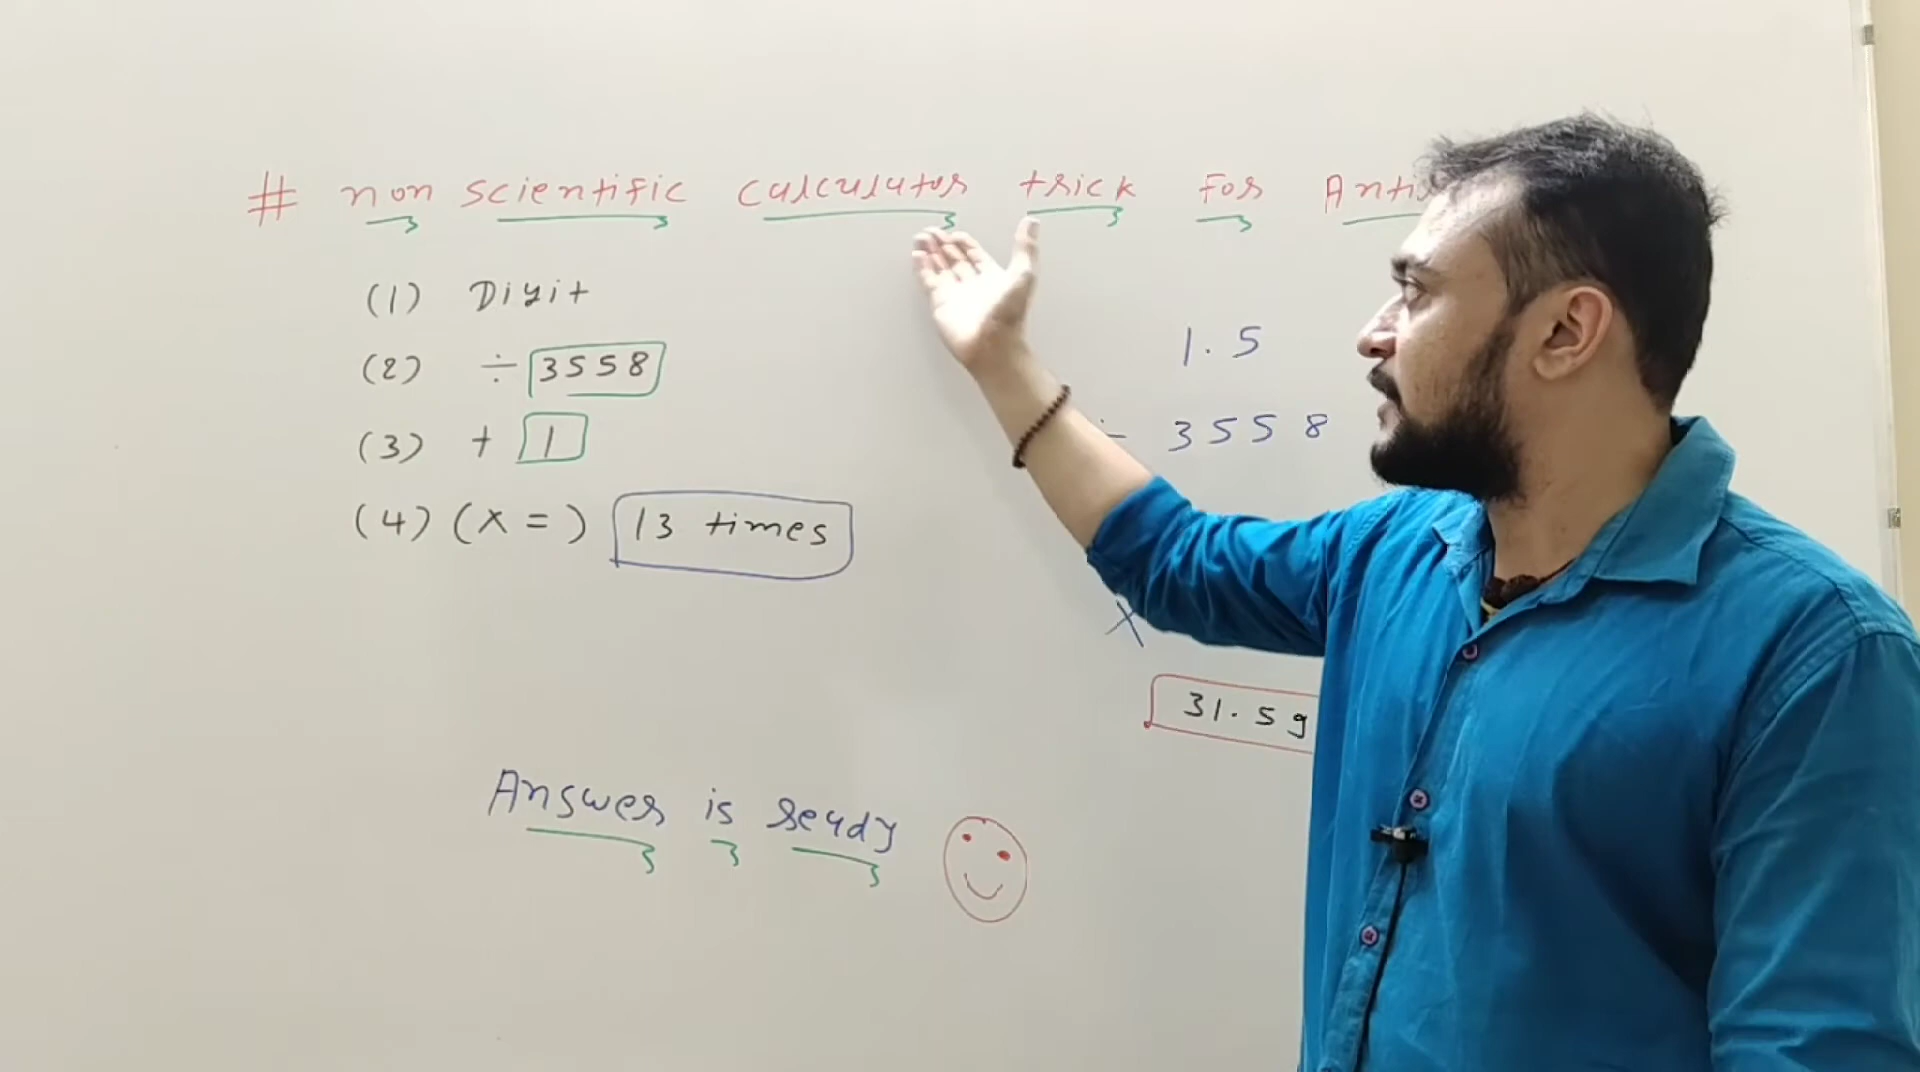 # non scientific calculator trick For
(1) Digit
(2) ÷ 3558
(3) + 1
(4) (X = ) 13 times
Answer is ready
1.5
÷ 3558
X
31.59